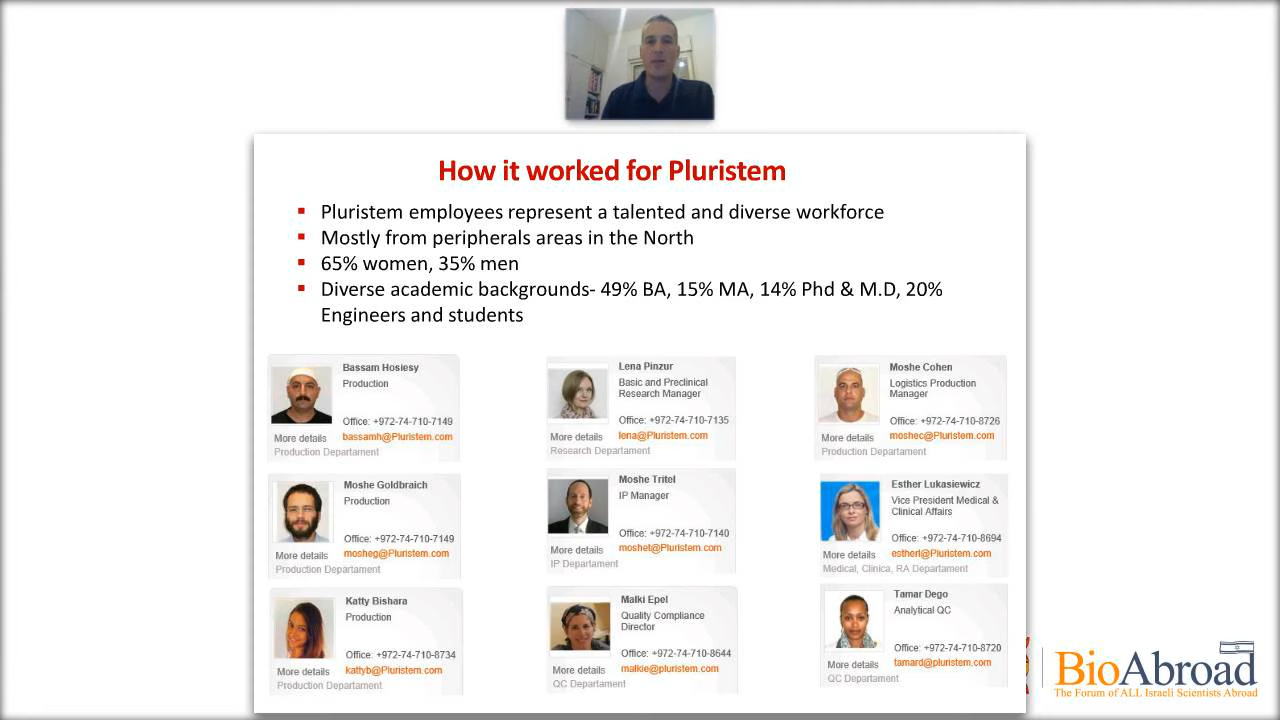 How it worked for Pluristem
Pluristem employees represent a talented and diverse workforce
Mostly from peripherals areas in the North
65% women, 35% men
Diverse academic backgrounds- 49% BA, 15% MA, 14% Phd & M.D, 20%
Engineers and students
Bassam Hosiesy
Production
Office: +972-74-710-7149
More details
bassamh@Pluristem.com
Production Departament
Lena Pinzur
Basic and Preclinical
Research Manager
Office: +972-74-710-7135
More details
lena@Pluristem.com
Research Departament
Moshe Cohen
Logistics Production
Manager
Office: +972-74-710-8726
More details
moshec@Pluristem.com
Production Departament
Moshe Goldbraich
Production
Office: +972-74-710-7149
More details
mosheg@Pluristem.com
Production Departament
Moshe Tritel
IP Manager
Office: +972-74-710-7140
More details
moshet@Pluristem.com
IP Departament
Esther Lukasiewicz
Vice President Medical &
Clinical Affairs
Office: +972-74-710-8694
More details
estherl@Pluristem.com
Medical, Clinica, RA Departament
Katty Bishara
Production
Office: +972-74-710-8734
More details
kattyb@Pluristem.com
Production Departament
Malki Epel
Quality Compliance
Director
Office: +972-74-710-8644
More details
malkie@pluristem.com
QC Departament
Tamar Dego
Analytical QC
Office: +972-74-710-8720
More details
tamard@pluristem.com
QC Departament
BioAbroad
The Forum of ALL Israeli Scientists Abroad